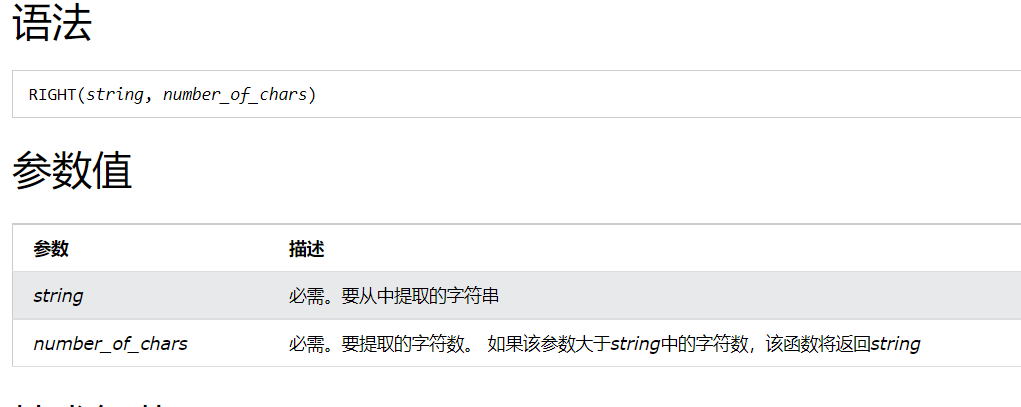 语法
RIGHT(string, number_of_chars)
参数值
参数 描述
string 必需。要从中提取的字符串
number_of_chars 必需。要提取的字符数。 如果该参数大于string中的字符数，该函数将返回string